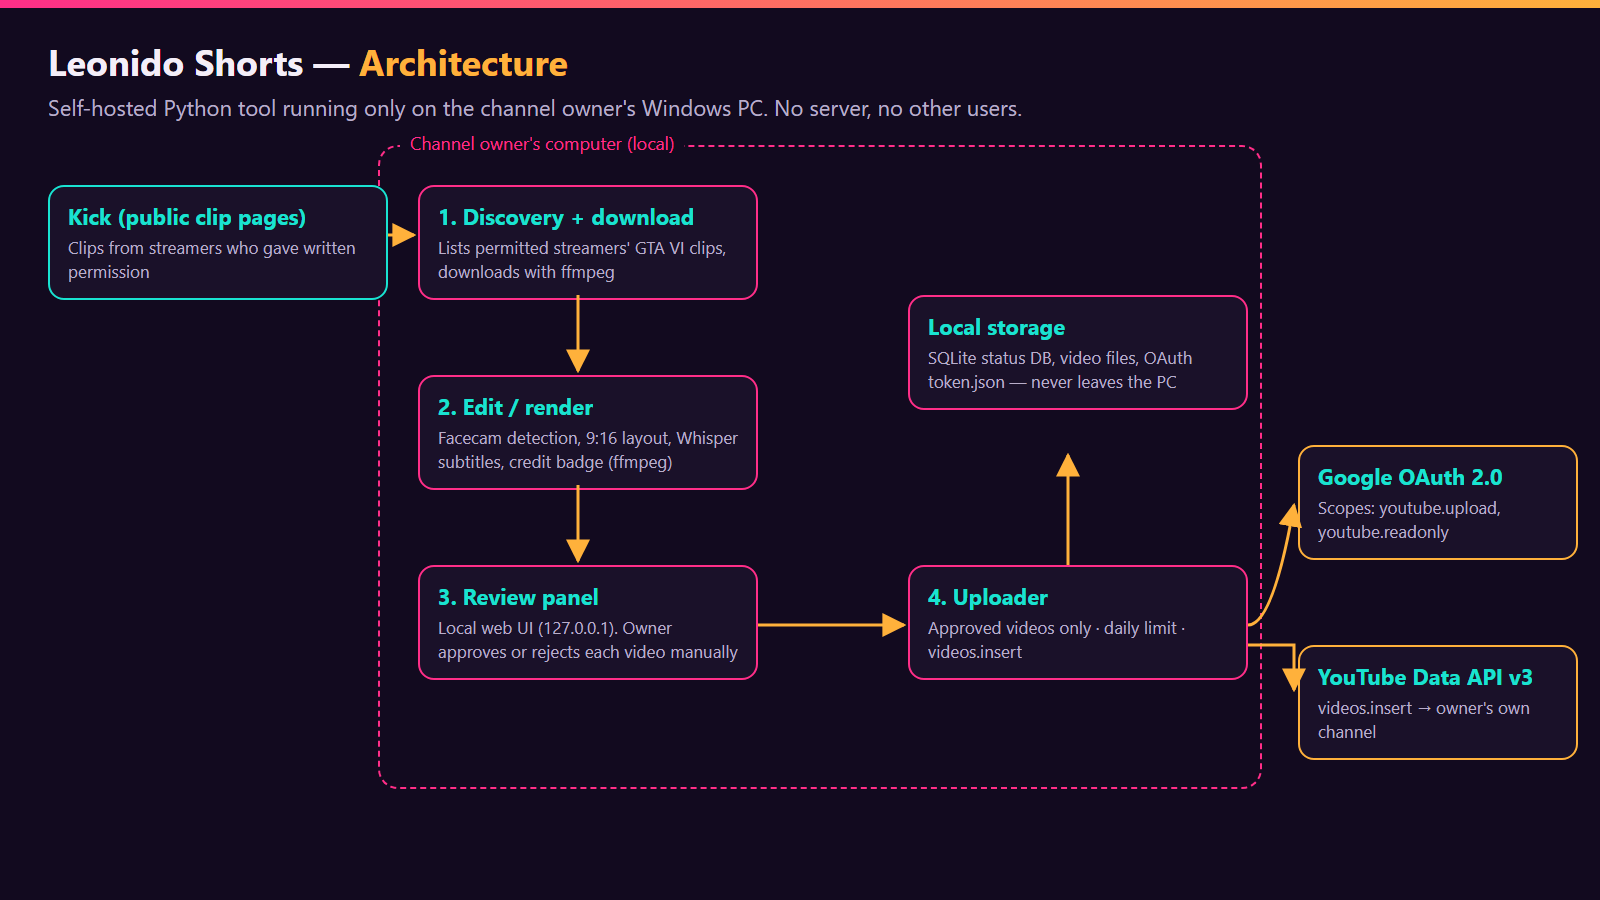 Leonido Shorts — Architecture
Self-hosted Python tool running only on the channel owner's Windows PC. No server, no other users.
Channel owner's computer (local)
Kick (public clip pages)
Clips from streamers who gave written
permission
1. Discovery + download
Lists permitted streamers' GTA VI clips,
downloads with ffmpeg
2. Edit / render
Facecam detection, 9:16 layout, Whisper
subtitles, credit badge (ffmpeg)
3. Review panel
Local web UI (127.0.0.1). Owner
approves or rejects each video manually
Local storage
SQLite status DB, video files, OAuth
token.json — never leaves the PC
4. Uploader
Approved videos only · daily limit ·
videos.insert
Google OAuth 2.0
Scopes: youtube.upload,
youtube.readonly
YouTube Data API v3
videos.insert → owner's own
channel